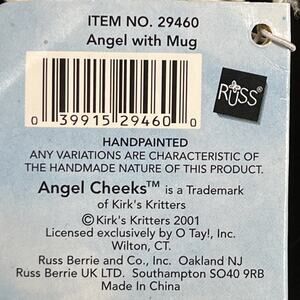 ITEM NO. 29460
Angel with Mug
RUSS
0 39915 29460 0
HANDPAINTED
ANY VARIATIONS ARE CHARACTERISTIC OF
THE HANDMADE NATURE OF THIS PRODUCT.
Angel Cheeks™ is a Trademark
of Kirk's Kritters
©Kirk's Kritters 2001
Licensed exclusively by O Tay!, Inc.
Wilton, CT.
Russ Berrie and Co., Inc. Oakland NJ
Russ Berrie UK LTD. Southampton SO40 9RB
Made in China